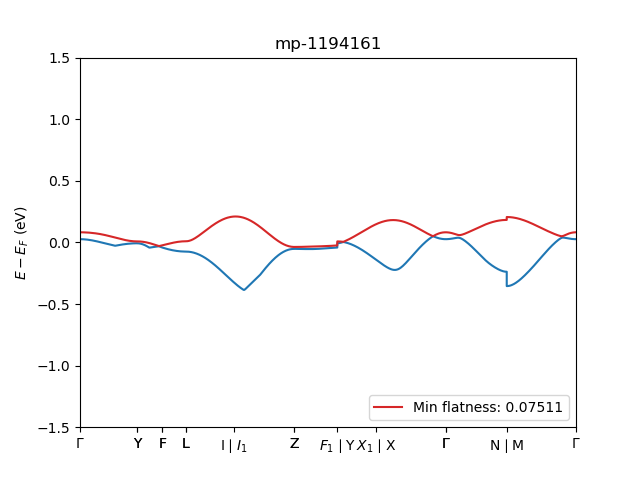 mp-1194161
1.5
1.0
0.5
0.0
−0.5
−1.0
−1.5
E − E_F (eV)
Min flatness: 0.07511
Γ Y F L I | I₁ Z F₁ | Y X₁ | X Γ N | M Γ